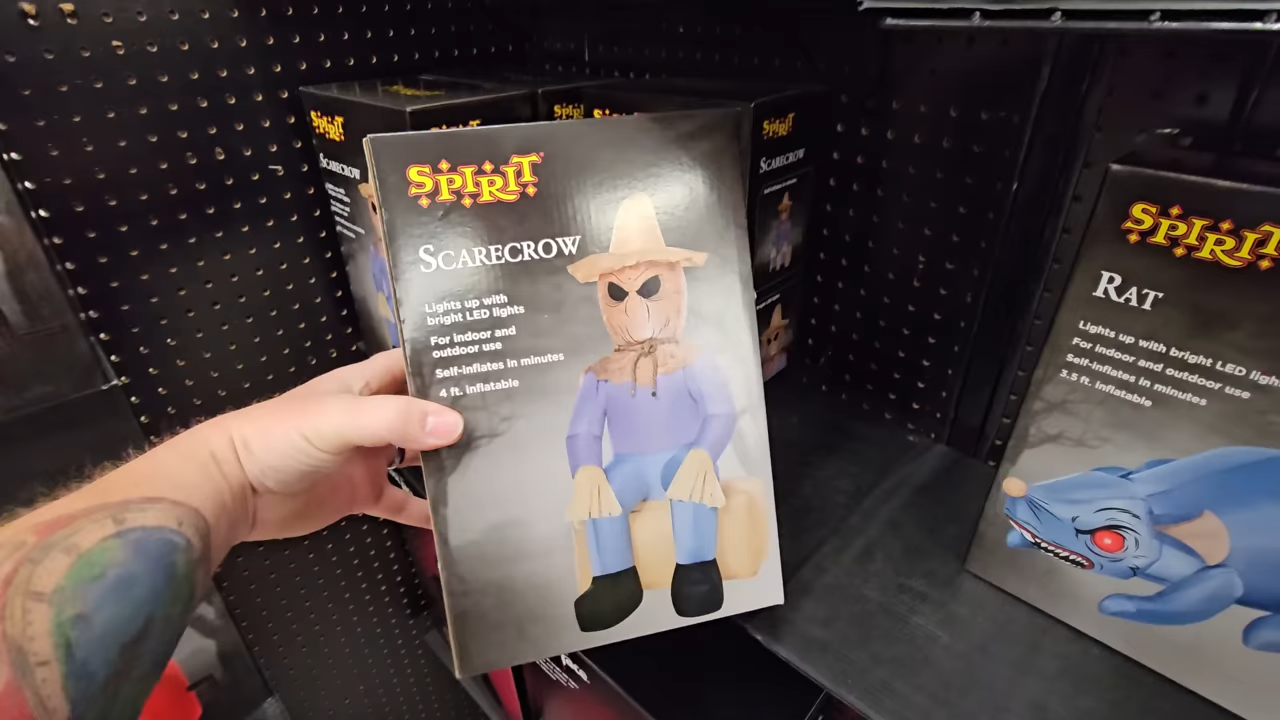 SPIRIT
SCARECROW
SPIRIT
SCARECROW
Lights up with
bright LED lights
For indoor and
outdoor use
Self-inflates in minutes
4 ft. inflatable
SPIRIT
SCARECROW
SPIRIT
RAT
Lights up with bright LED
For indoor and outdoor use
Self-inflates in minutes
3.5 ft. inflatable